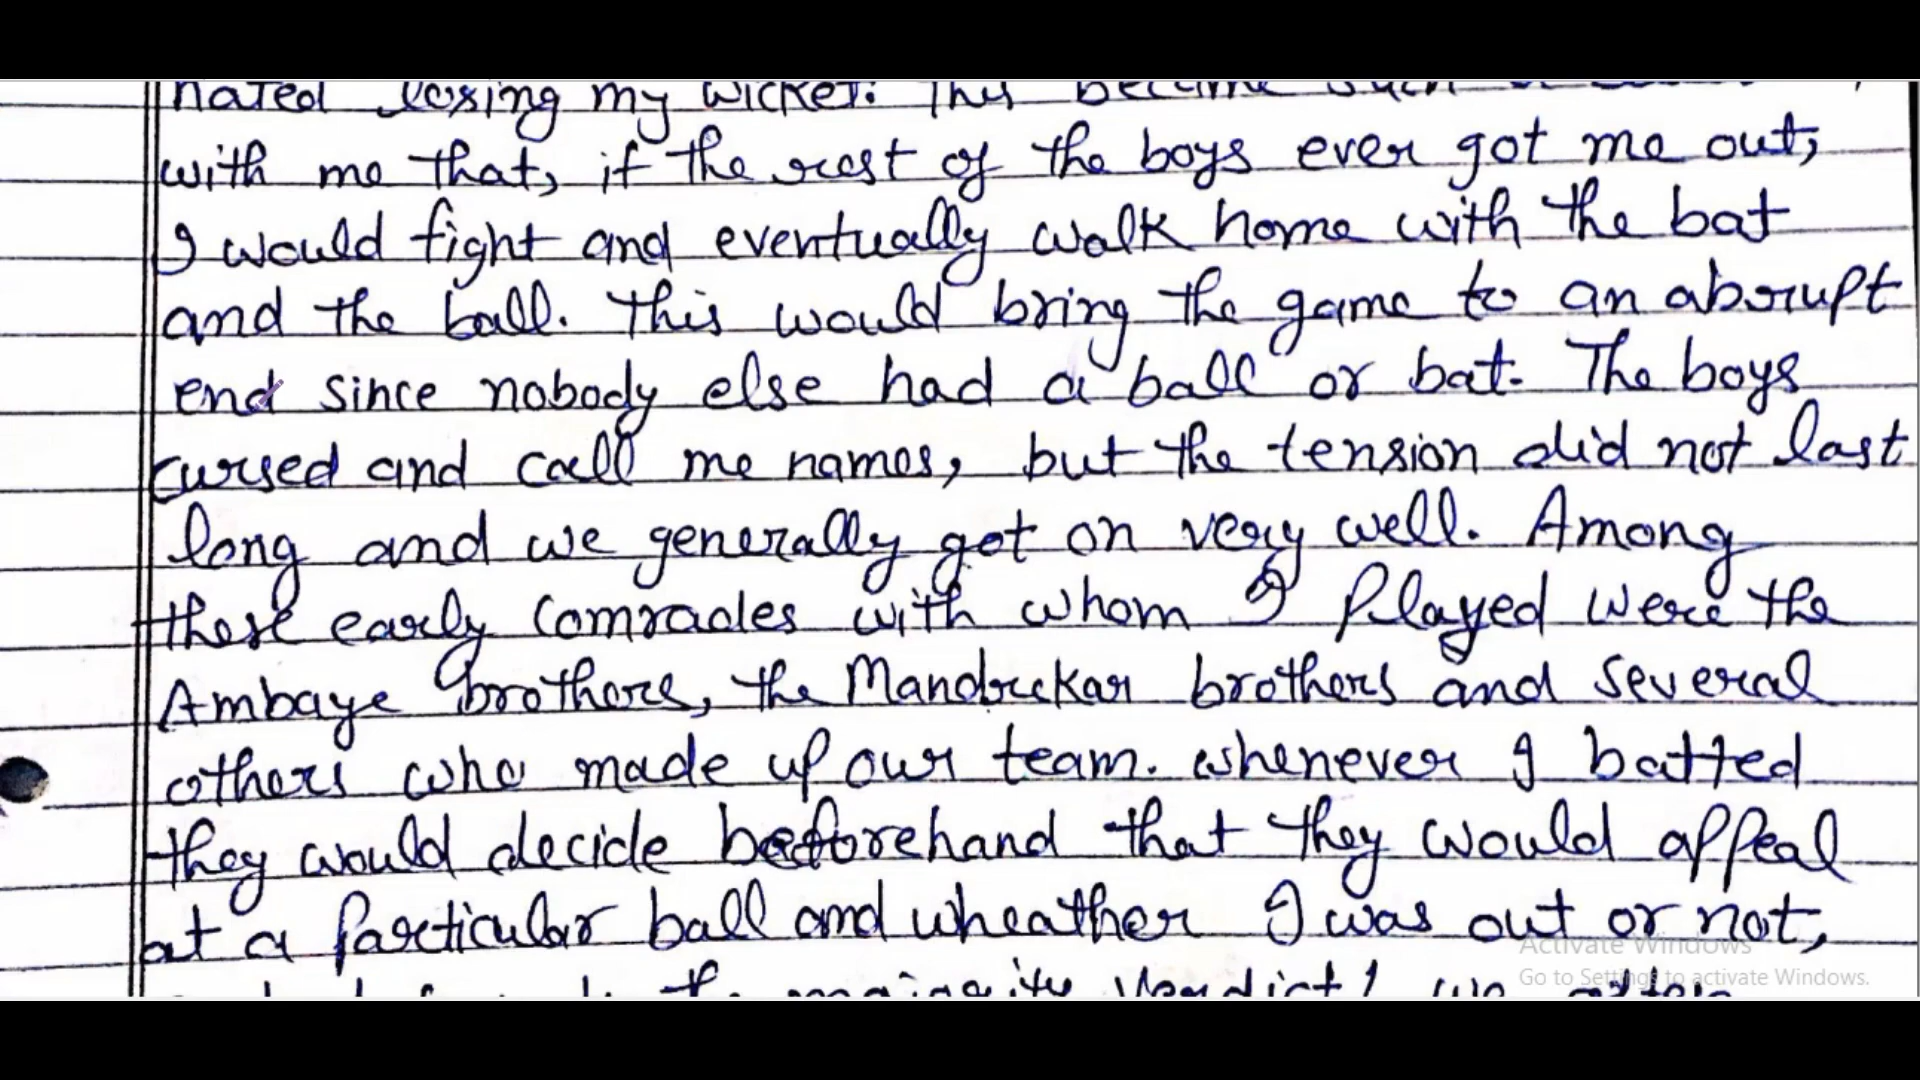 hated losing my wicket. This became such a
with me that, if the rest of the boys ever got me out,
I would fight and eventually walk home with the bat
and the ball. This would bring the game to an abrupt
end since nobody else had a ball or bat. The boys
cursed and call me names, but the tension did not last
long and we generally got on very well. Among
these early comrades with whom I Played were the
Ambaye brothers, the Mandrekar brothers and several
others who made up our team. whenever I batted
they would decide beforehand that they would appeal
at a particular ball and wheather I was out or not,
the majority Verdict!
Activate Windows
Go to Settings to activate Windows.